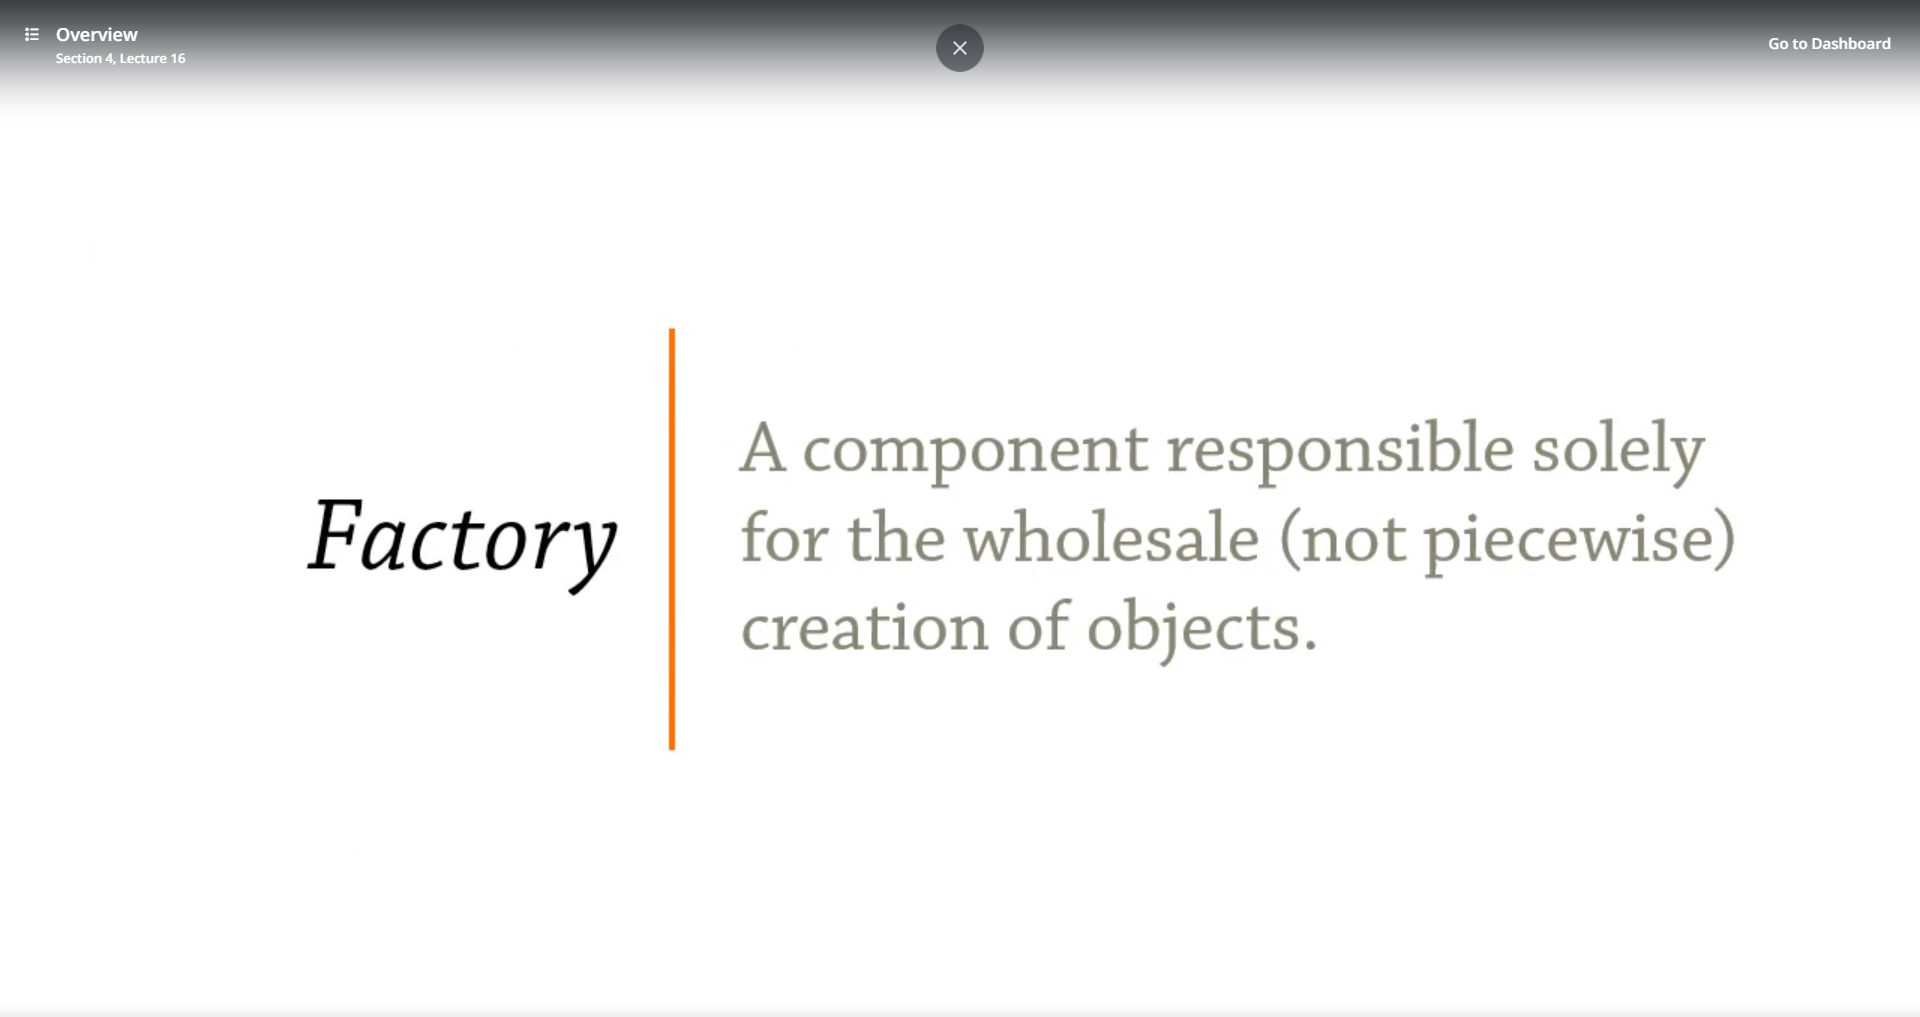 Overview
Section 4, Lecture 16
Go to Dashboard
Factory
A component responsible solely
for the wholesale (not piecewise)
creation of objects.